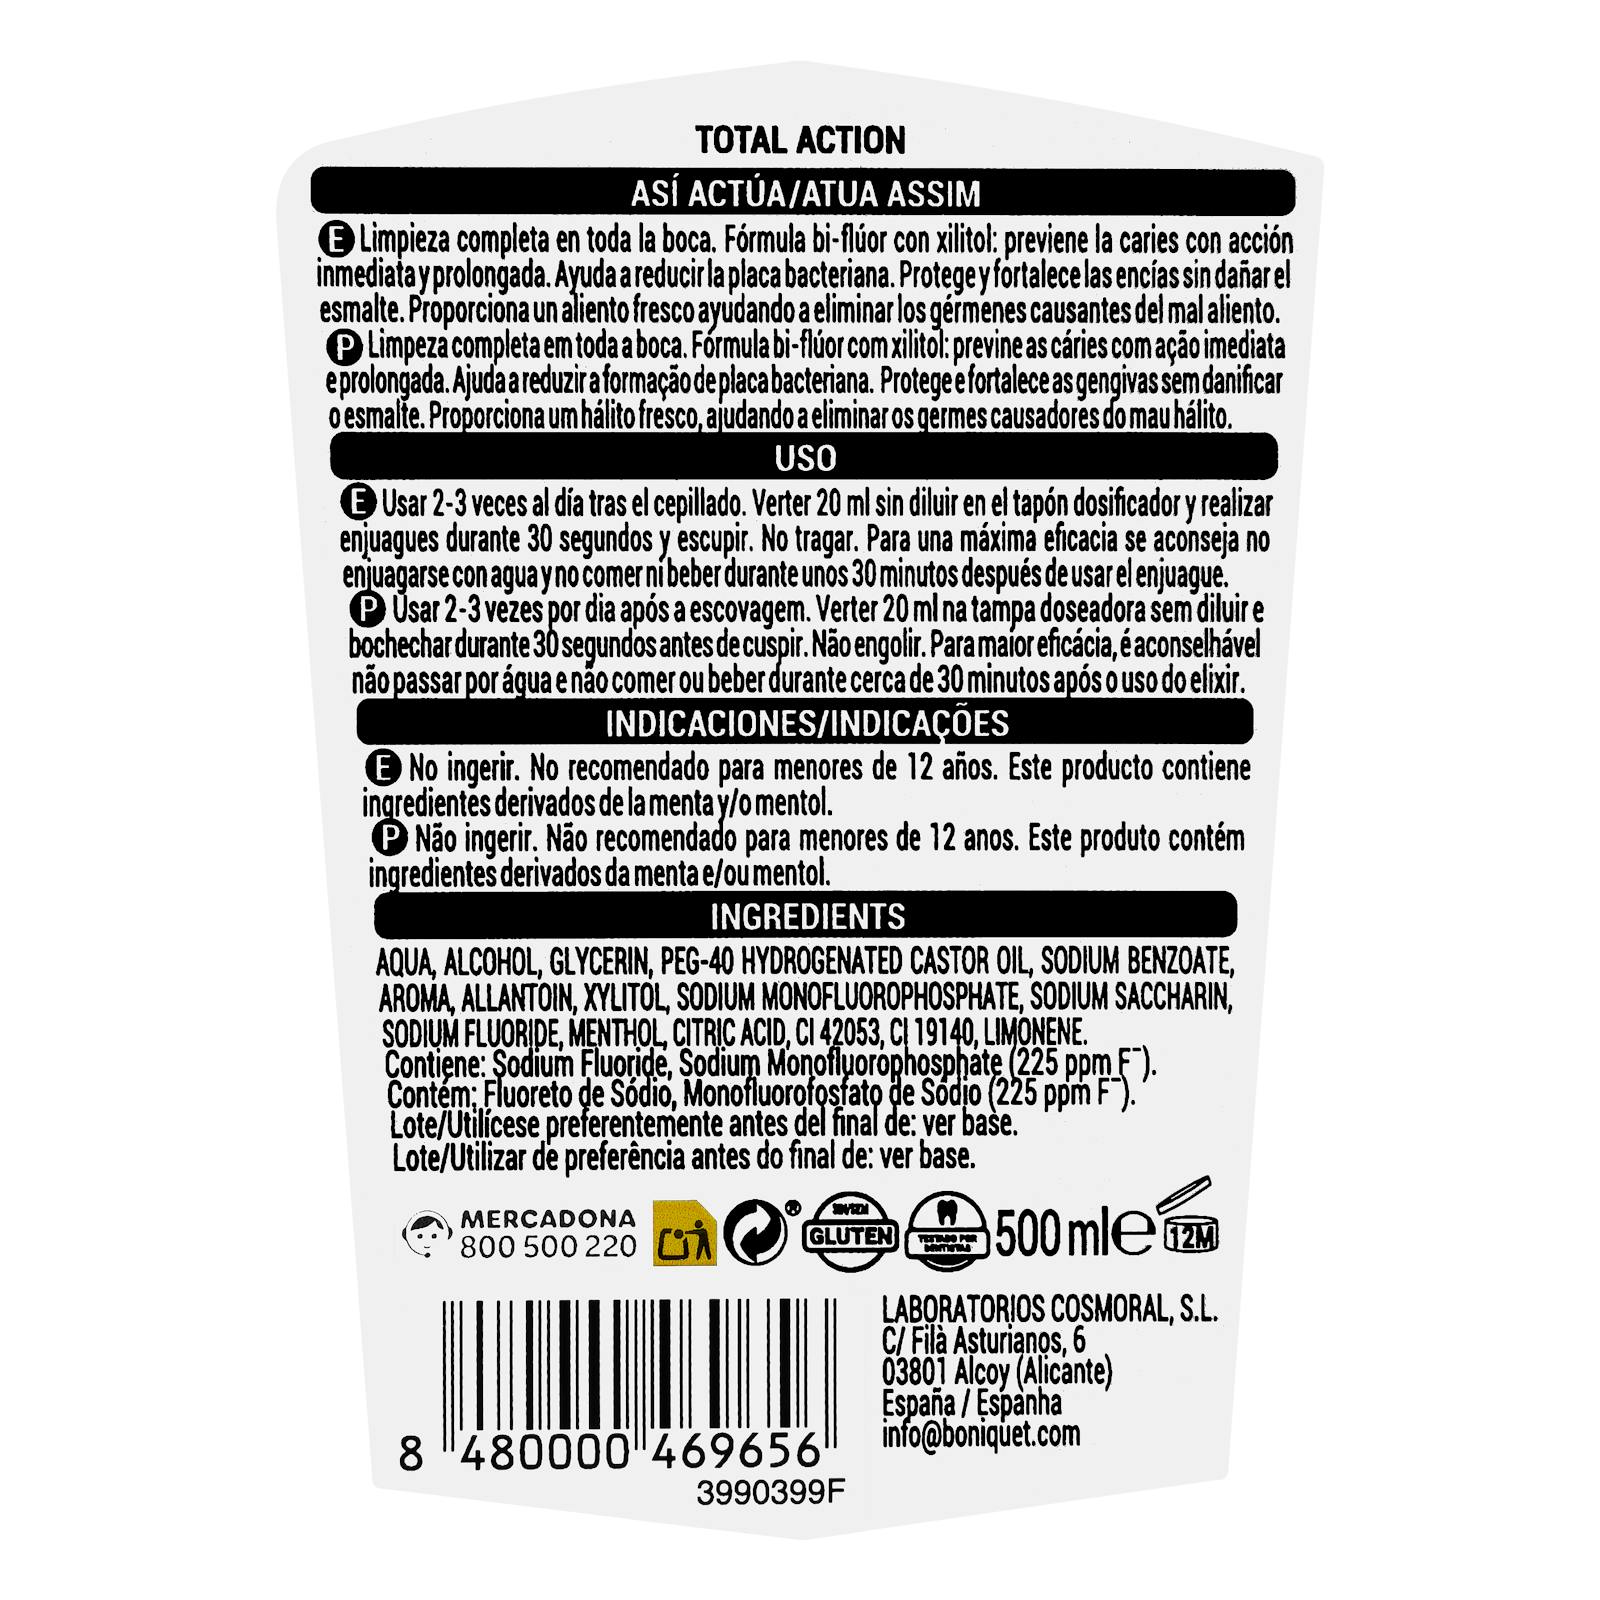 TOTAL ACTION
ASÍ ACTÚA/ATUA ASSIM
E Limpieza completa en toda la boca. Fórmula bi-flúor con xilitol: previene la caries con acción
inmediata y prolongada. Ayuda a reducir la placa bacteriana. Protege y fortalece las encías sin dañar el
esmalte. Proporciona un aliento fresco ayudando a eliminar los gérmenes causantes del mal aliento.
P Limpeza completa em toda a boca. Fórmula bi-flúor com xilitol: previne as cáries com ação imediata
e prolongada. Ajuda a reduzir a formação de placa bacteriana. Protege e fortalece as gengivas sem danificar
o esmalte. Proporciona um hálito fresco, ajudando a eliminar os germes causadores do mau hálito.
USO
E Usar 2-3 veces al día tras el cepillado. Verter 20 ml sin diluir en el tapón dosificador y realizar
enjuagues durante 30 segundos y escupir. No tragar. Para una máxima eficacia se aconseja no
enjuagarse con agua y no comer ni beber durante unos 30 minutos después de usar el enjuague.
P Usar 2-3 vezes por dia após a escovagem. Verter 20 ml na tampa doseadora sem diluir e
bochechar durante 30 segundos antes de cuspir. Não engolir. Para maior eficácia, é aconselhável
não passar por água e não comer ou beber durante cerca de 30 minutos após o uso do elixir.
INDICACIONES/INDICAÇÕES
E No ingerir. No recomendado para menores de 12 años. Este producto contiene
ingredientes derivados de la menta y/o mentol.
P Não ingerir. Não recomendado para menores de 12 anos. Este produto contém
ingredientes derivados da menta e/ou mentol.
INGREDIENTS
AQUA, ALCOHOL, GLYCERIN, PEG-40 HYDROGENATED CASTOR OIL, SODIUM BENZOATE,
AROMA, ALLANTOIN, XYLITOL, SODIUM MONOFLUOROPHOSPHATE, SODIUM SACCHARIN,
SODIUM FLUORIDE, MENTHOL, CITRIC ACID, CI 42053, CI 19140, LIMONENE.
Contiene: Sodium Fluoride, Sodium Monofluorophosphate (225 ppm F⁻).
Contém: Fluoreto de Sódio, Monofluorofosfato de Sódio (225 ppm F⁻).
Lote/Utilícese preferentemente antes del final de: ver base.
Lote/Utilizar de preferência antes do final de: ver base.
MERCADONA
800 500 220
®
GLUTEN
TESTADO POR
DENTISTAS
500 ml e
12M
LABORATORIOS COSMORAL, S.L.
C/ Filà Asturianos, 6
03801 Alcoy (Alicante)
España / Espanha
info@boniquet.com
8 480000 469656
3990399F